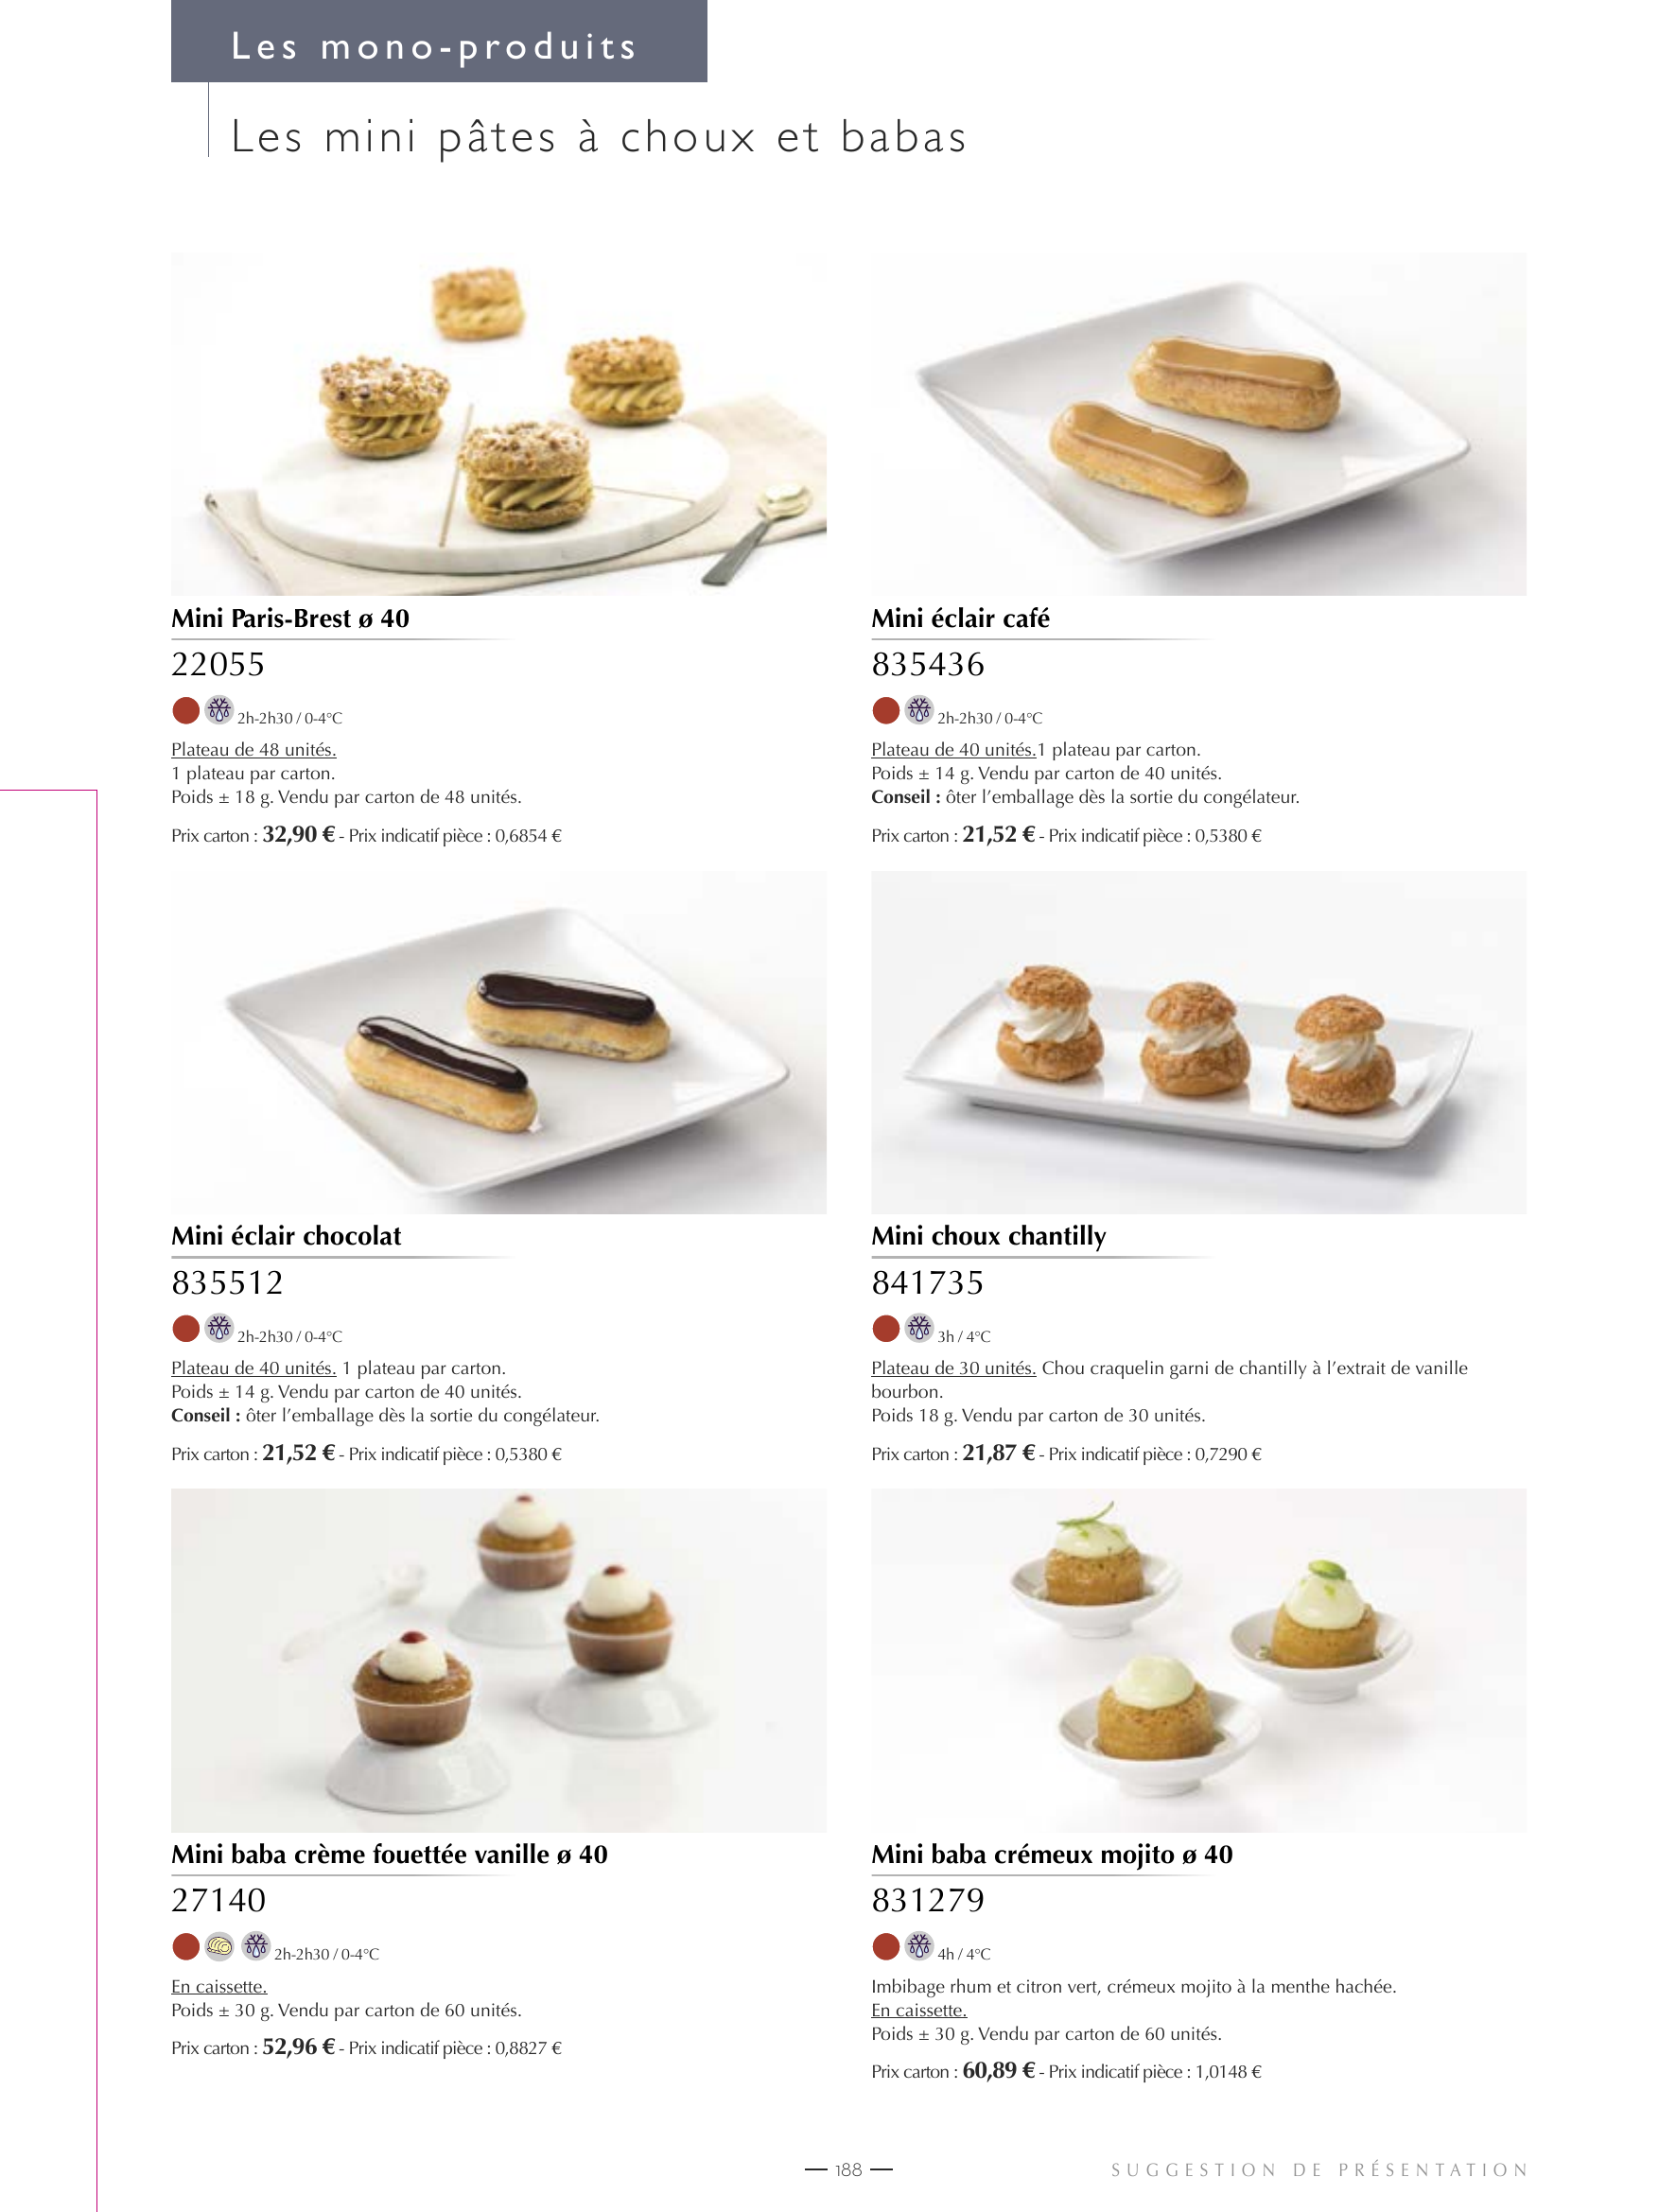 Les mono-produits
Les mini pâtes à choux et babas
Mini Paris-Brest ø 40
22055
2h-2h30 / 0-4°C
Plateau de 48 unités.
1 plateau par carton.
Poids ± 18 g. Vendu par carton de 48 unités.
Prix carton : 32,90 € - Prix indicatif pièce : 0,6854 €
Mini éclair café
835436
2h-2h30 / 0-4°C
Plateau de 40 unités.1 plateau par carton.
Poids ± 14 g. Vendu par carton de 40 unités.
Conseil : ôter l’emballage dès la sortie du congélateur.
Prix carton : 21,52 € - Prix indicatif pièce : 0,5380 €
Mini éclair chocolat
835512
2h-2h30 / 0-4°C
Plateau de 40 unités. 1 plateau par carton.
Poids ± 14 g. Vendu par carton de 40 unités.
Conseil : ôter l’emballage dès la sortie du congélateur.
Prix carton : 21,52 € - Prix indicatif pièce : 0,5380 €
Mini choux chantilly
841735
3h / 4°C
Plateau de 30 unités. Chou craquelin garni de chantilly à l’extrait de vanille
bourbon.
Poids 18 g. Vendu par carton de 30 unités.
Prix carton : 21,87 € - Prix indicatif pièce : 0,7290 €
Mini baba crème fouettée vanille ø 40
27140
2h-2h30 / 0-4°C
En caissette.
Poids ± 30 g. Vendu par carton de 60 unités.
Prix carton : 52,96 € - Prix indicatif pièce : 0,8827 €
Mini baba crémeux mojito ø 40
831279
4h / 4°C
Imbibage rhum et citron vert, crémeux mojito à la menthe hachée.
En caissette.
Poids ± 30 g. Vendu par carton de 60 unités.
Prix carton : 60,89 € - Prix indicatif pièce : 1,0148 €
188
SUGGESTION DE PRÉSENTATION